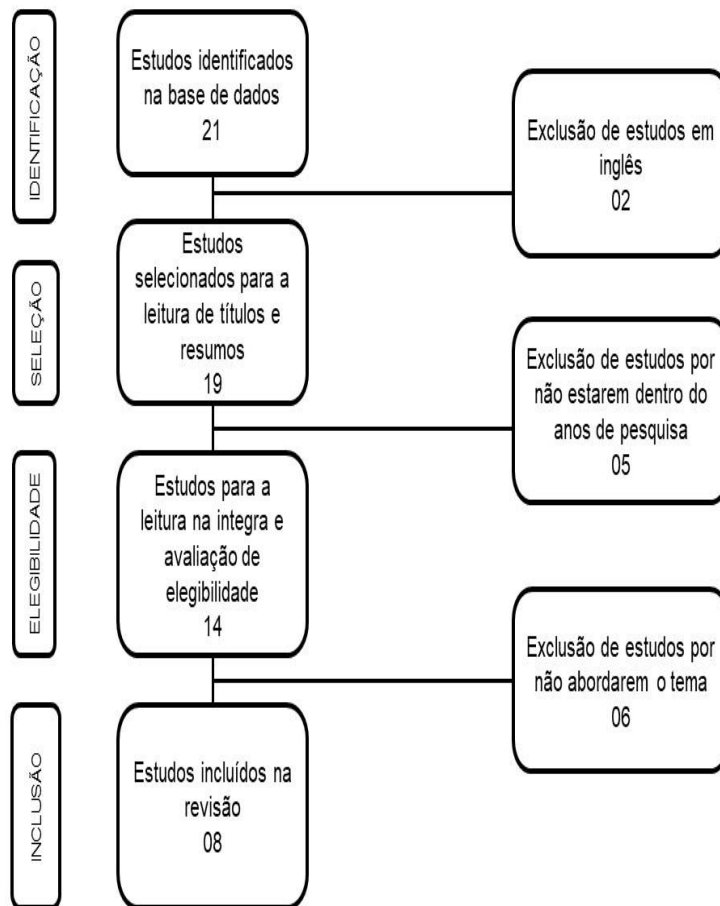 IDENTIFICAÇÃO
Estudos identificados
na base de dados
21
Exclusão de estudos em
inglês
02
SELEÇÃO
Estudos
selecionados para a
leitura de títulos e
resumos
19
Exclusão de estudos por
não estarem dentro do
anos de pesquisa
05
ELEGIBILIDADE
Estudos para a
leitura na integra e
avaliação de
elegibilidade
14
Exclusão de estudos por
não abordarem o tema
06
INCLUSÃO
Estudos incluídos na
revisão
08